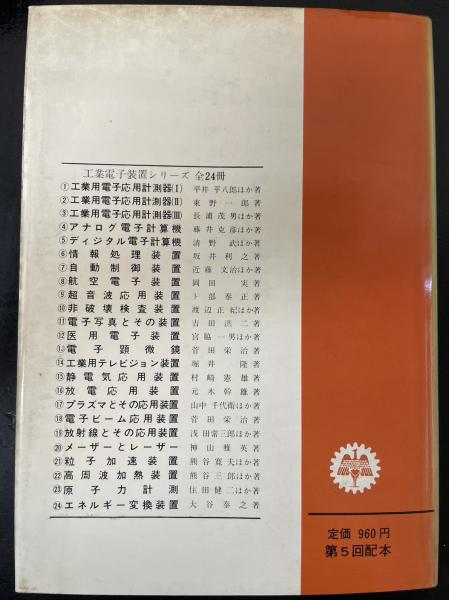 工業電子装置シリーズ 全24冊
①工業用電子応用計測器(I) 平井 平八郎ほか著
②工業用電子応用計測器(II) 東野一郎著
③工業用電子応用計測器(III) 長浦茂男ほか著
④アナログ電子計算機 藤井克彦ほか著
⑤ディジタル電子計算機 清野 武ほか著
⑥情報処理装置 坂井利之著
⑦自動制御装置 近藤文治ほか著
⑧航空電子装置 岡田 実著
⑨超音波応用装置 卜部泰正著
⑩非破壊検査装置 渡辺正紀ほか著
⑪電子写真とその装置 吉田洪二著
⑫医用電子装置 宮脇一男ほか著
⑬電子顕微鏡 菅田栄治著
⑭工業用テレビジョン装置 堀井 隆著
⑮静電気応用装置 村崎憲雄著
⑯放電応用装置 元木幹雄著
⑰プラズマとその応用装置 山中千代衛ほか著
⑱電子ビーム応用装置 菅田栄治著
⑲放射線とその応用装置 浅田常三郎ほか著
⑳メーザーとレーザー 神山雅英著
㉑粒子加速装置 熊谷寛夫ほか著
㉒高周波加熱装置 熊谷三郎ほか著
㉓原子力計測 住田健二ほか著
㉔エネルギー変換装置 大谷泰之著
定価 960円
第5回配本